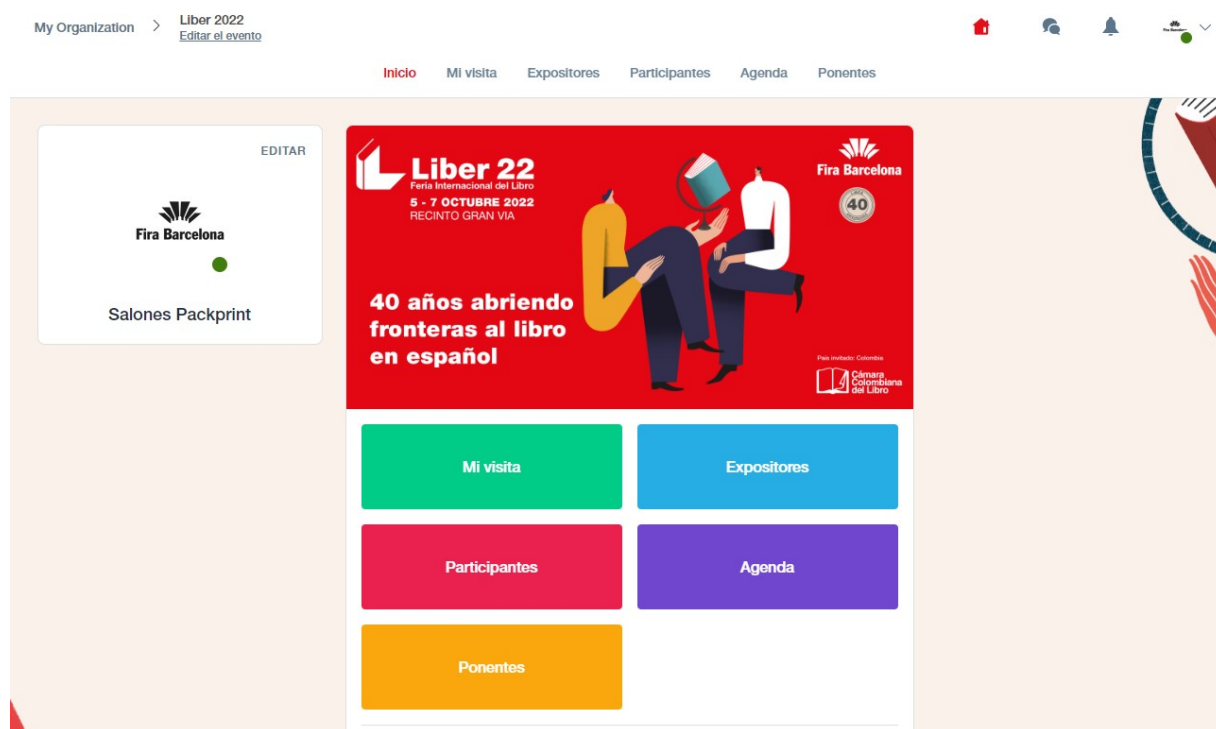 My Organization > Liber 2022
Editar el evento
Inicio Mi visita Expositores Participantes Agenda Ponentes
EDITAR
Fira Barcelona
Salones Packprint
Liber 22
Feria Internacional del Libro
5 - 7 OCTUBRE 2022
RECINTO GRAN VIA
Fira Barcelona
40
40 años abriendo
fronteras al libro
en español
País invitado: Colombia
Cámara
Colombiana
del Libro
Mi visita
Expositores
Participantes
Agenda
Ponentes